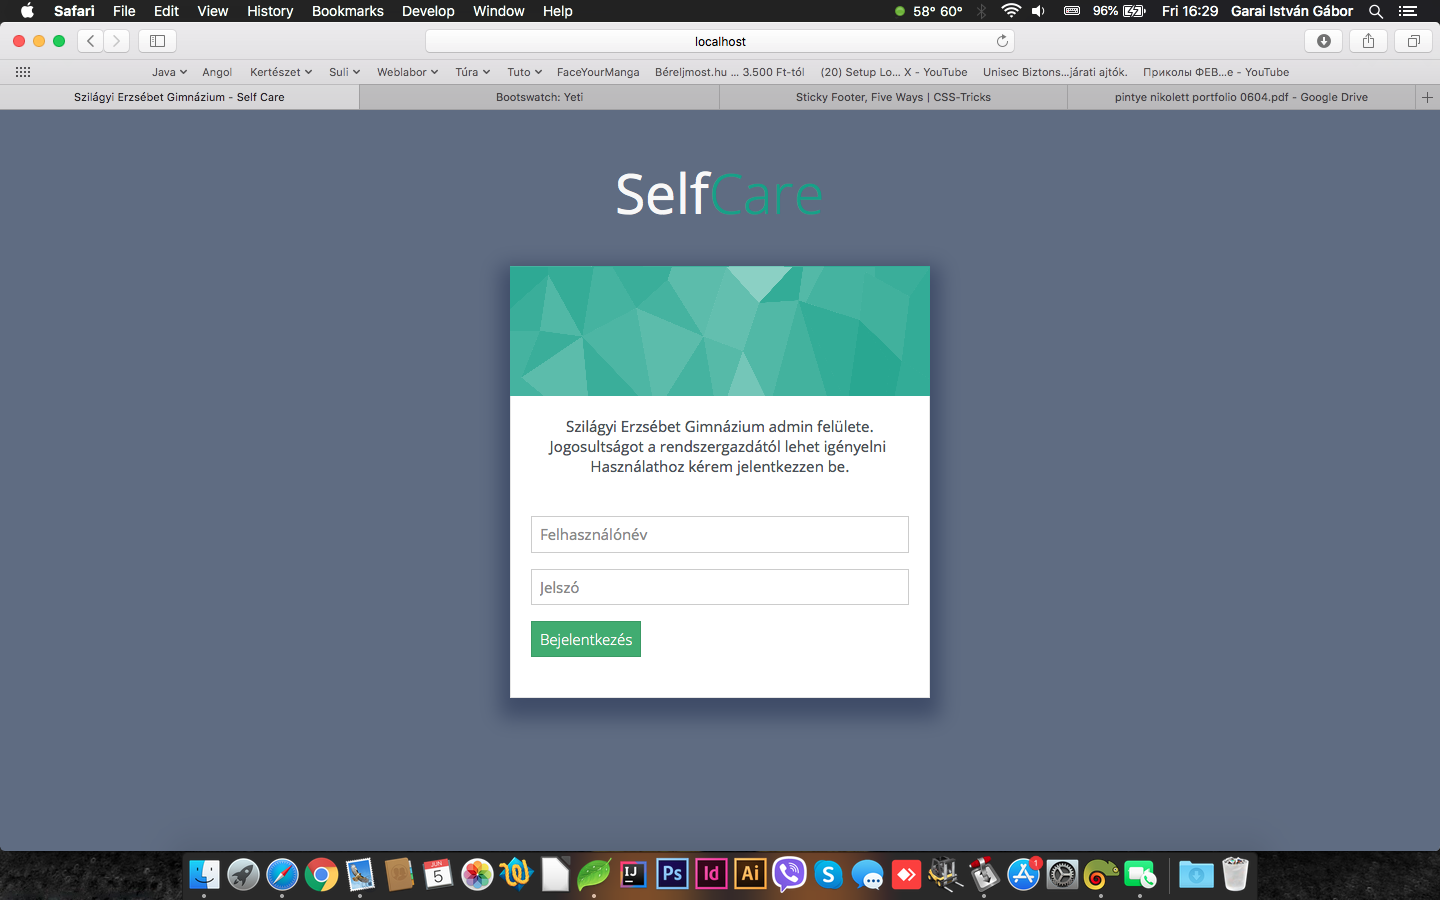 Safari File Edit View History Bookmarks Develop Window Help 58° 60° 96% Fri 16:29 Garai István Gábor
localhost
Java Angol Kertészet Suli Weblabor Túra Tuto FaceYourManga Béreljmost.hu ... 3.500 Ft-tól (20) Setup Lo... X - YouTube Unisec Biztons...járati ajtók. Приколы ФЕВ...е - YouTube
Szilágyi Erzsébet Gimnázium - Self Care Bootswatch: Yeti Sticky Footer, Five Ways | CSS-Tricks pintye nikolett portfolio 0604.pdf - Google Drive
SelfCare
Szilágyi Erzsébet Gimnázium admin felülete.
Jogosultságot a rendszergazdától lehet igényelni
Használathoz kérem jelentkezzen be.
Felhasználónév
Jelszó
Bejelentkezés
JUN 5 IJ Ps Id Ai S 1